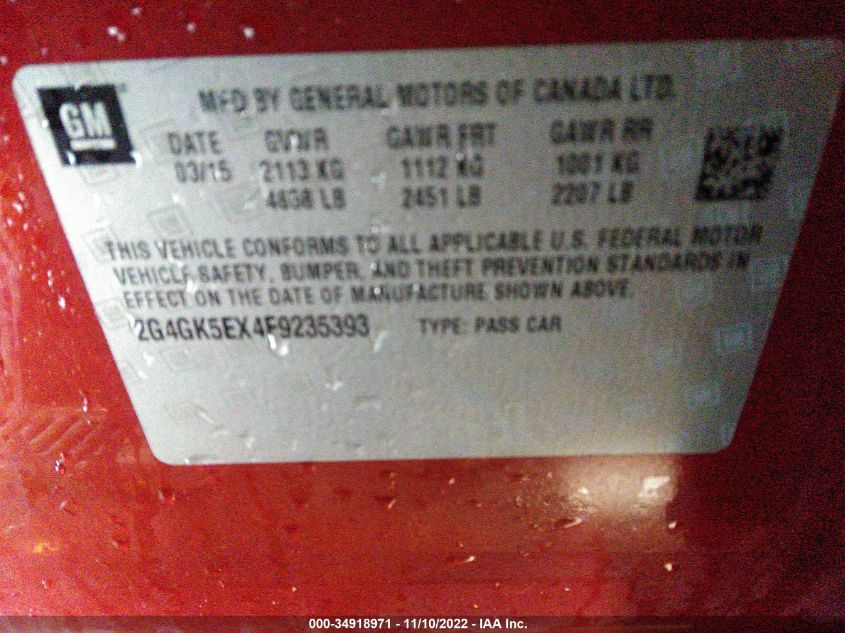 GM
MFD BY GENERAL MOTORS OF CANADA LTD.
DATE GVWR GAWR FRT GAWR RR
03/15 2113 KG 1112 KG 1001 KG
4658 LB 2451 LB 2207 LB
THIS VEHICLE CONFORMS TO ALL APPLICABLE U.S. FEDERAL MOTOR
VEHICLE SAFETY, BUMPER, AND THEFT PREVENTION STANDARDS IN
EFFECT ON THE DATE OF MANUFACTURE SHOWN ABOVE.
2G4GK5EX4F9235393 TYPE: PASS CAR
000-34918971 - 11/10/2022 - IAA Inc.